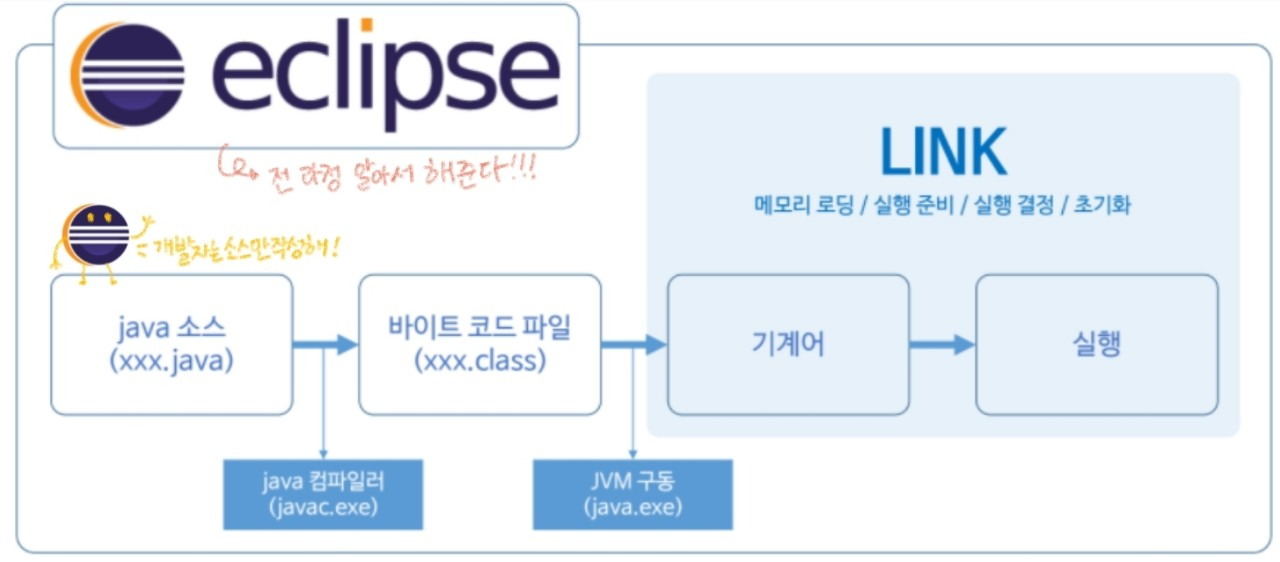 eclipse
전 과정 알아서 해준다!!!
개발자는 소스만 작성해!
LINK
메모리 로딩 / 실행 준비 / 실행 결정 / 초기화
java 소스
(xxx.java)
바이트 코드 파일
(xxx.class)
기계어
실행
java 컴파일러
(javac.exe)
JVM 구동
(java.exe)